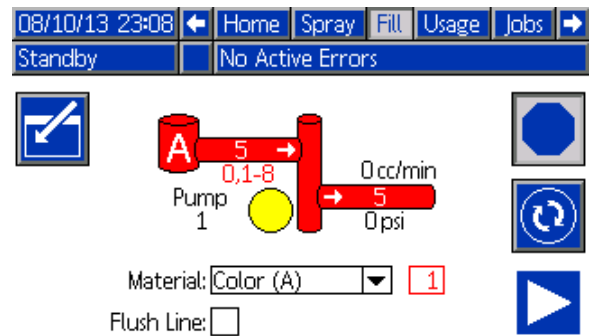 08/10/13 23:08 Home Spray Fill Usage Jobs
Standby No Active Errors
A
5
0,1-8
Pump
1
0 cc/min
5
0 psi
Material: Color (A) 1
Flush Line: